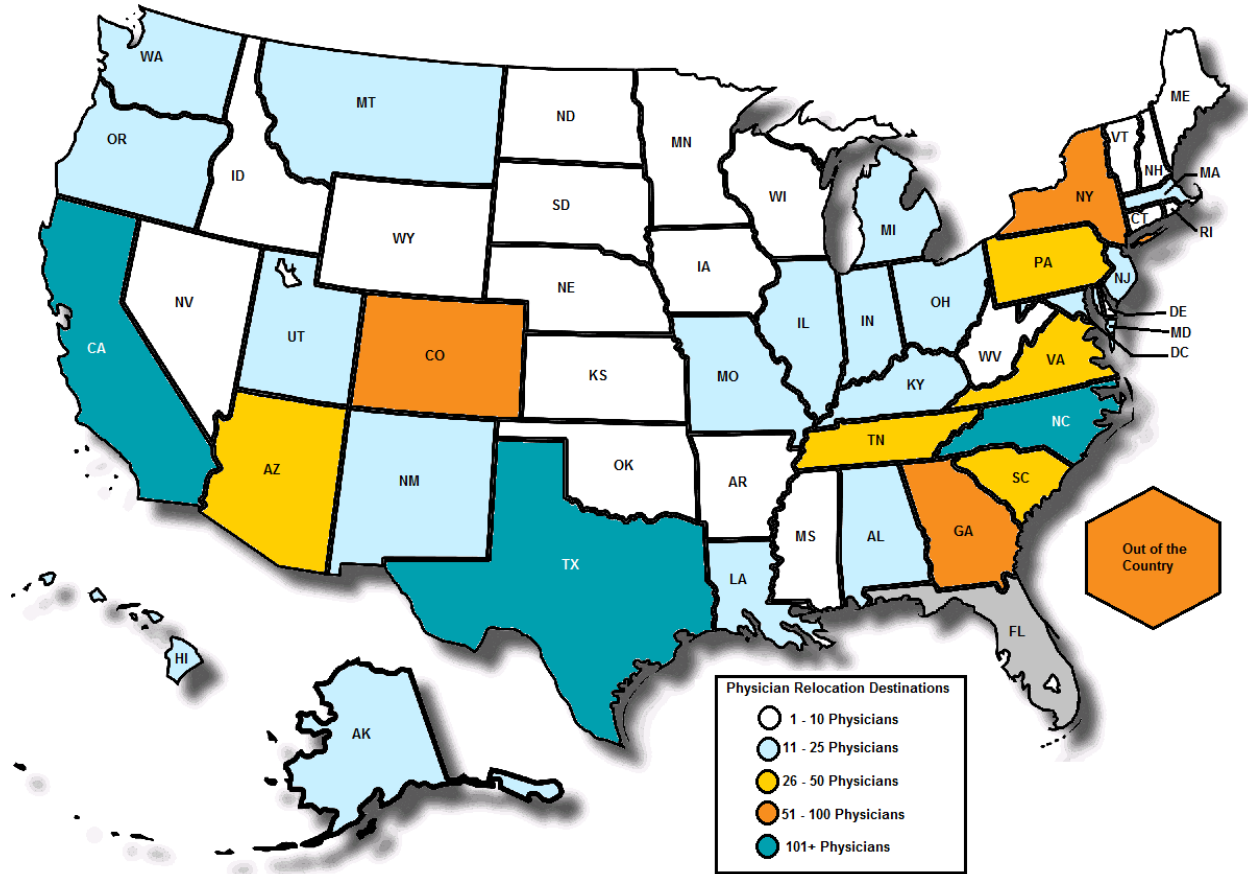 WA
MT
ND
MN
ME
OR
ID
SD
WI
VT
NH
MA
NY
WY
MI
CT
RI
IA
PA
NV
NE
NJ
UT
IL
IN
OH
DE
MD
DC
CA
CO
KS
MO
WV
VA
KY
NC
AZ
NM
OK
TN
AR
SC
TX
MS
AL
GA
LA
Out of the
Country
FL
HI
AK
Physician Relocation Destinations
1 - 10 Physicians
11 - 25 Physicians
26 - 50 Physicians
51 - 100 Physicians
101+ Physicians